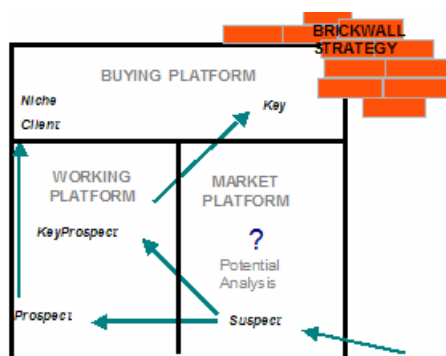 BRICKWALL
STRATEGY
BUYING PLATFORM
Niche
Key
Client
WORKING
PLATFORM
MARKET
PLATFORM
KeyProspect
?
Potential
Analysis
Prospect
Suspect